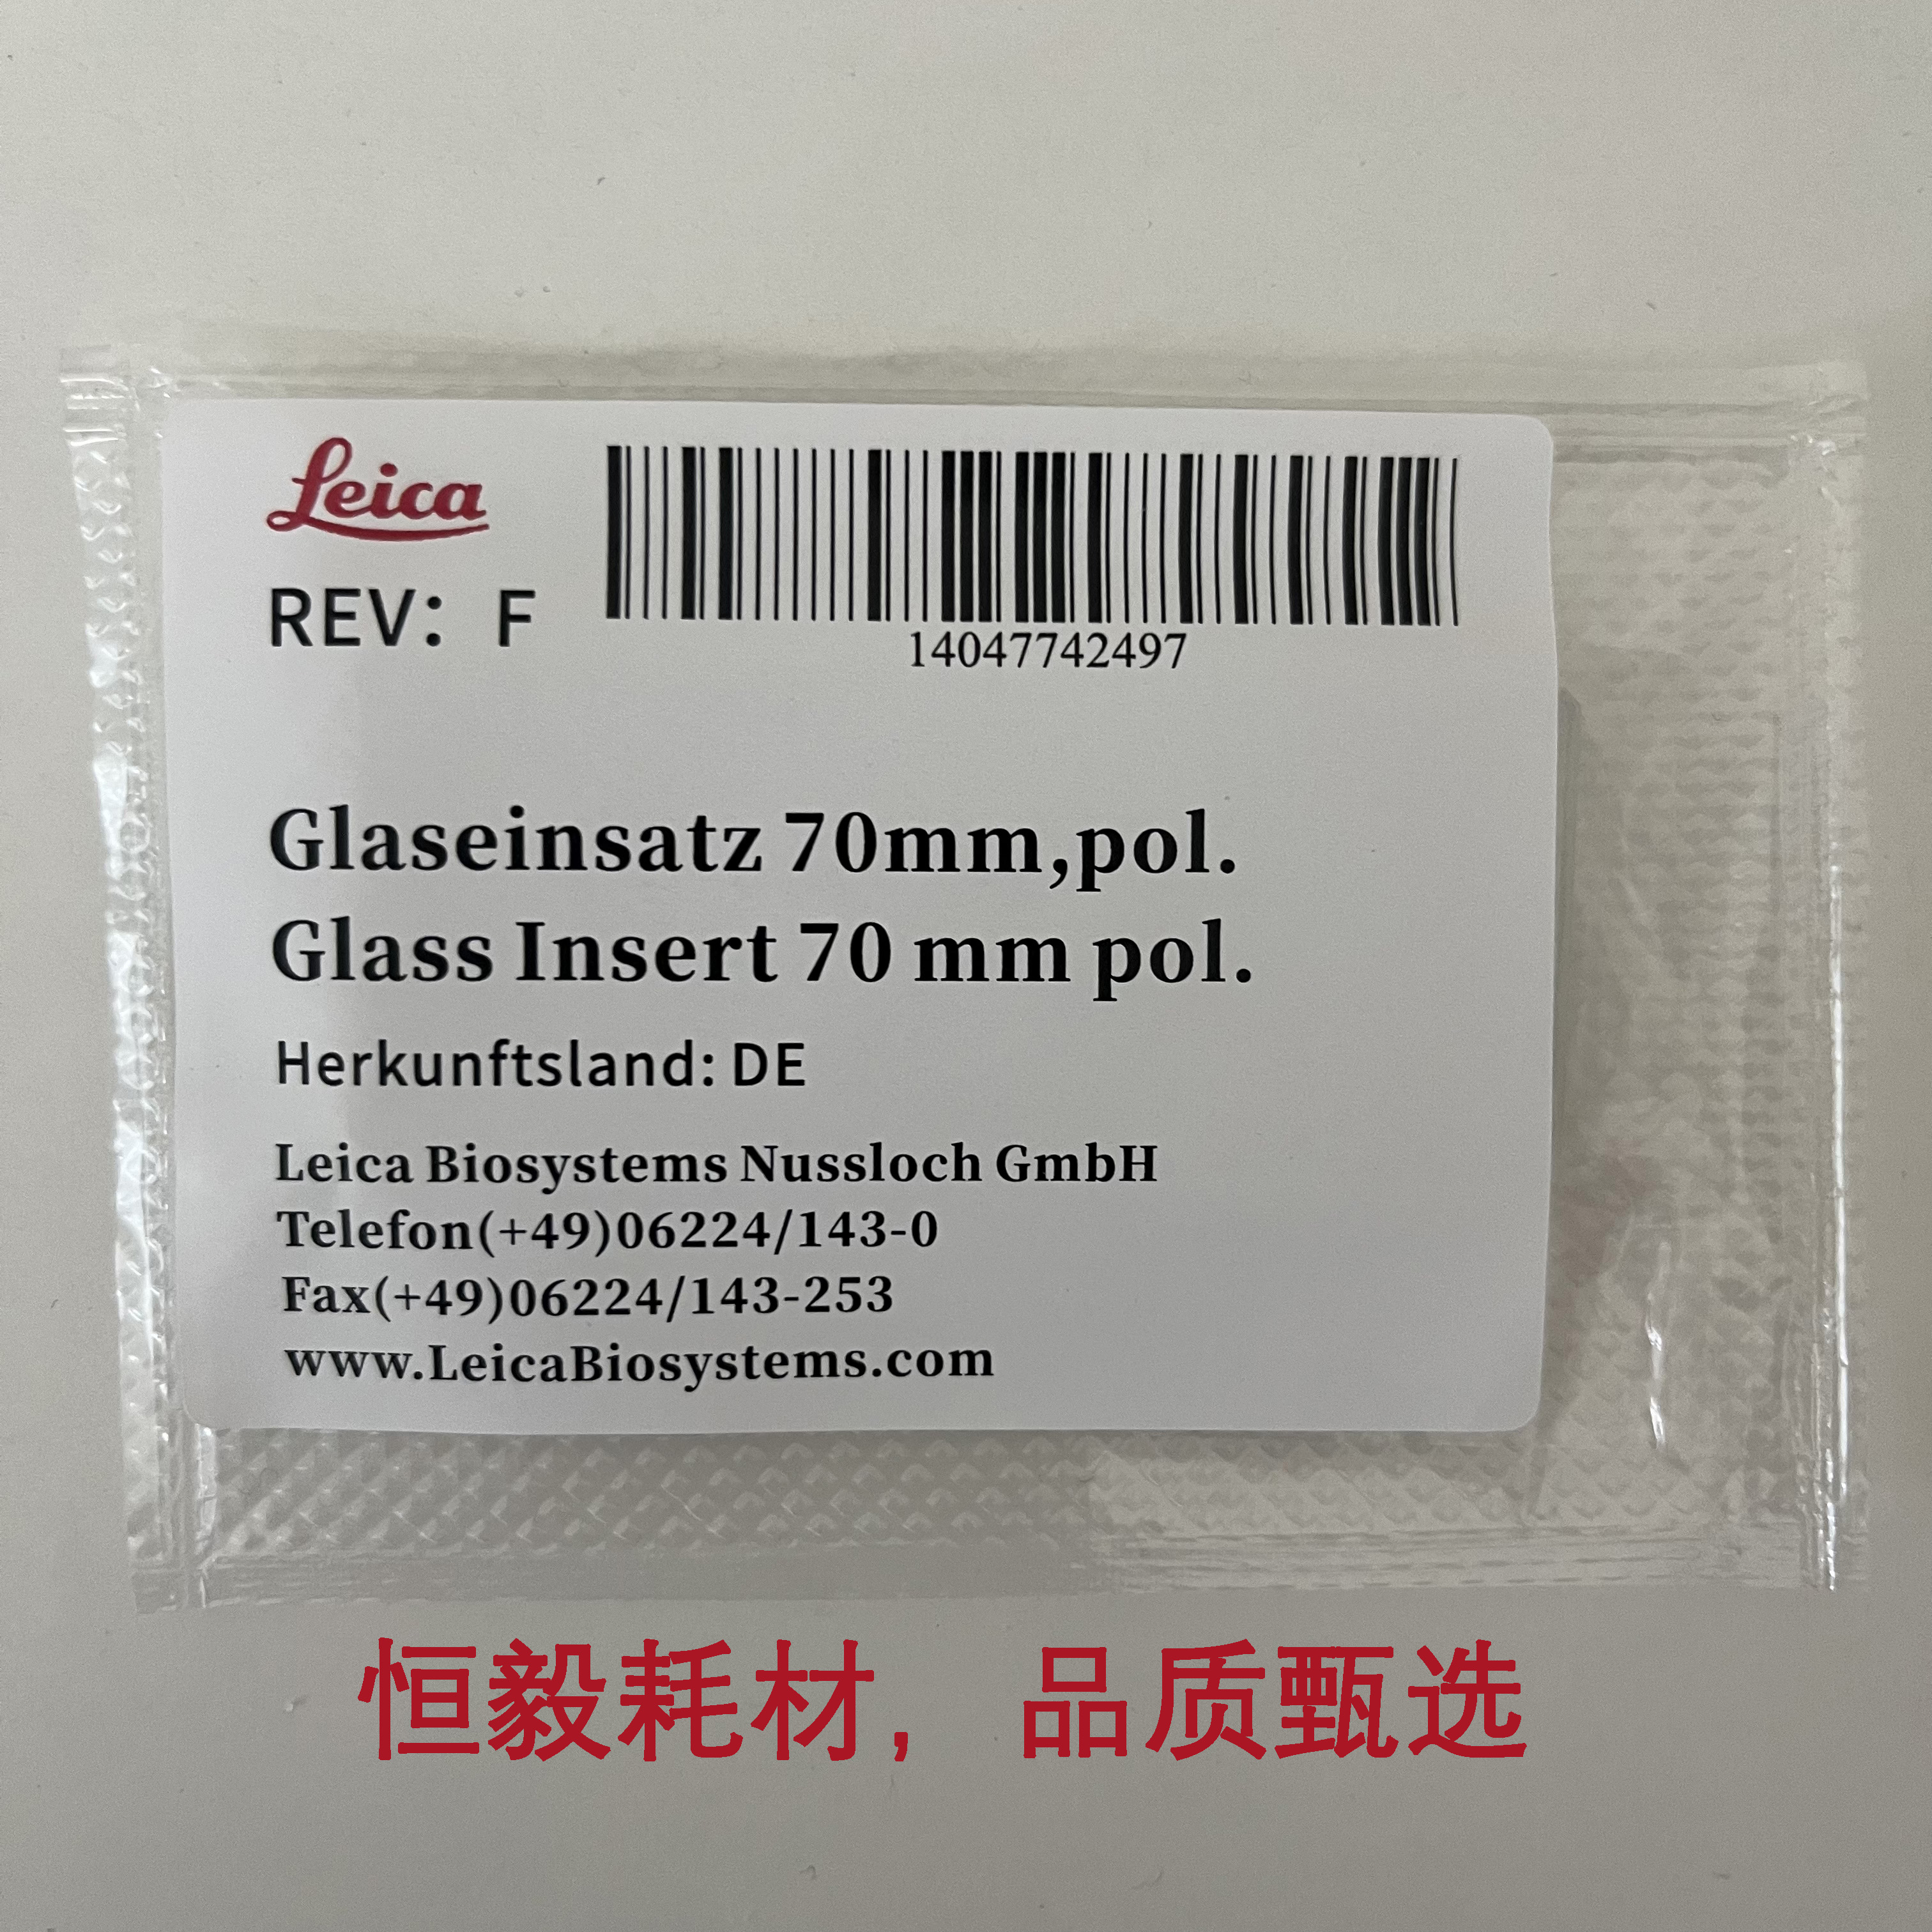 Leica
REV: F
14047742497
Glaseinsatz 70mm,pol.
Glass Insert 70 mm pol.
Herkunftsland: DE
Leica Biosystems Nussloch GmbH
Telefon(+49)06224/143-0
Fax(+49)06224/143-253
www.LeicaBiosystems.com
恒毅耗材，品质甄选